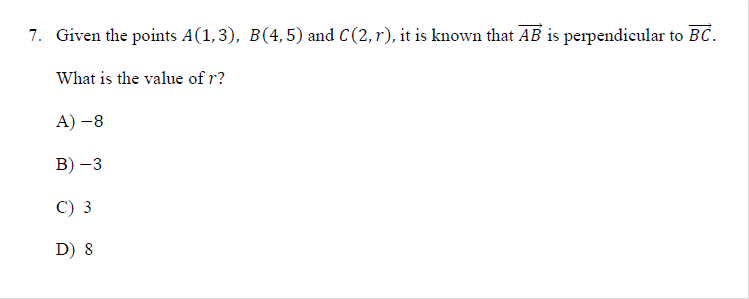 7. Given the points A(1,3), B(4,5) and C(2,r), it is known that $\overrightarrow{AB}$ is perpendicular to $\overrightarrow{BC}$.
What is the value of r?
A) −8
B) −3
C) 3
D) 8